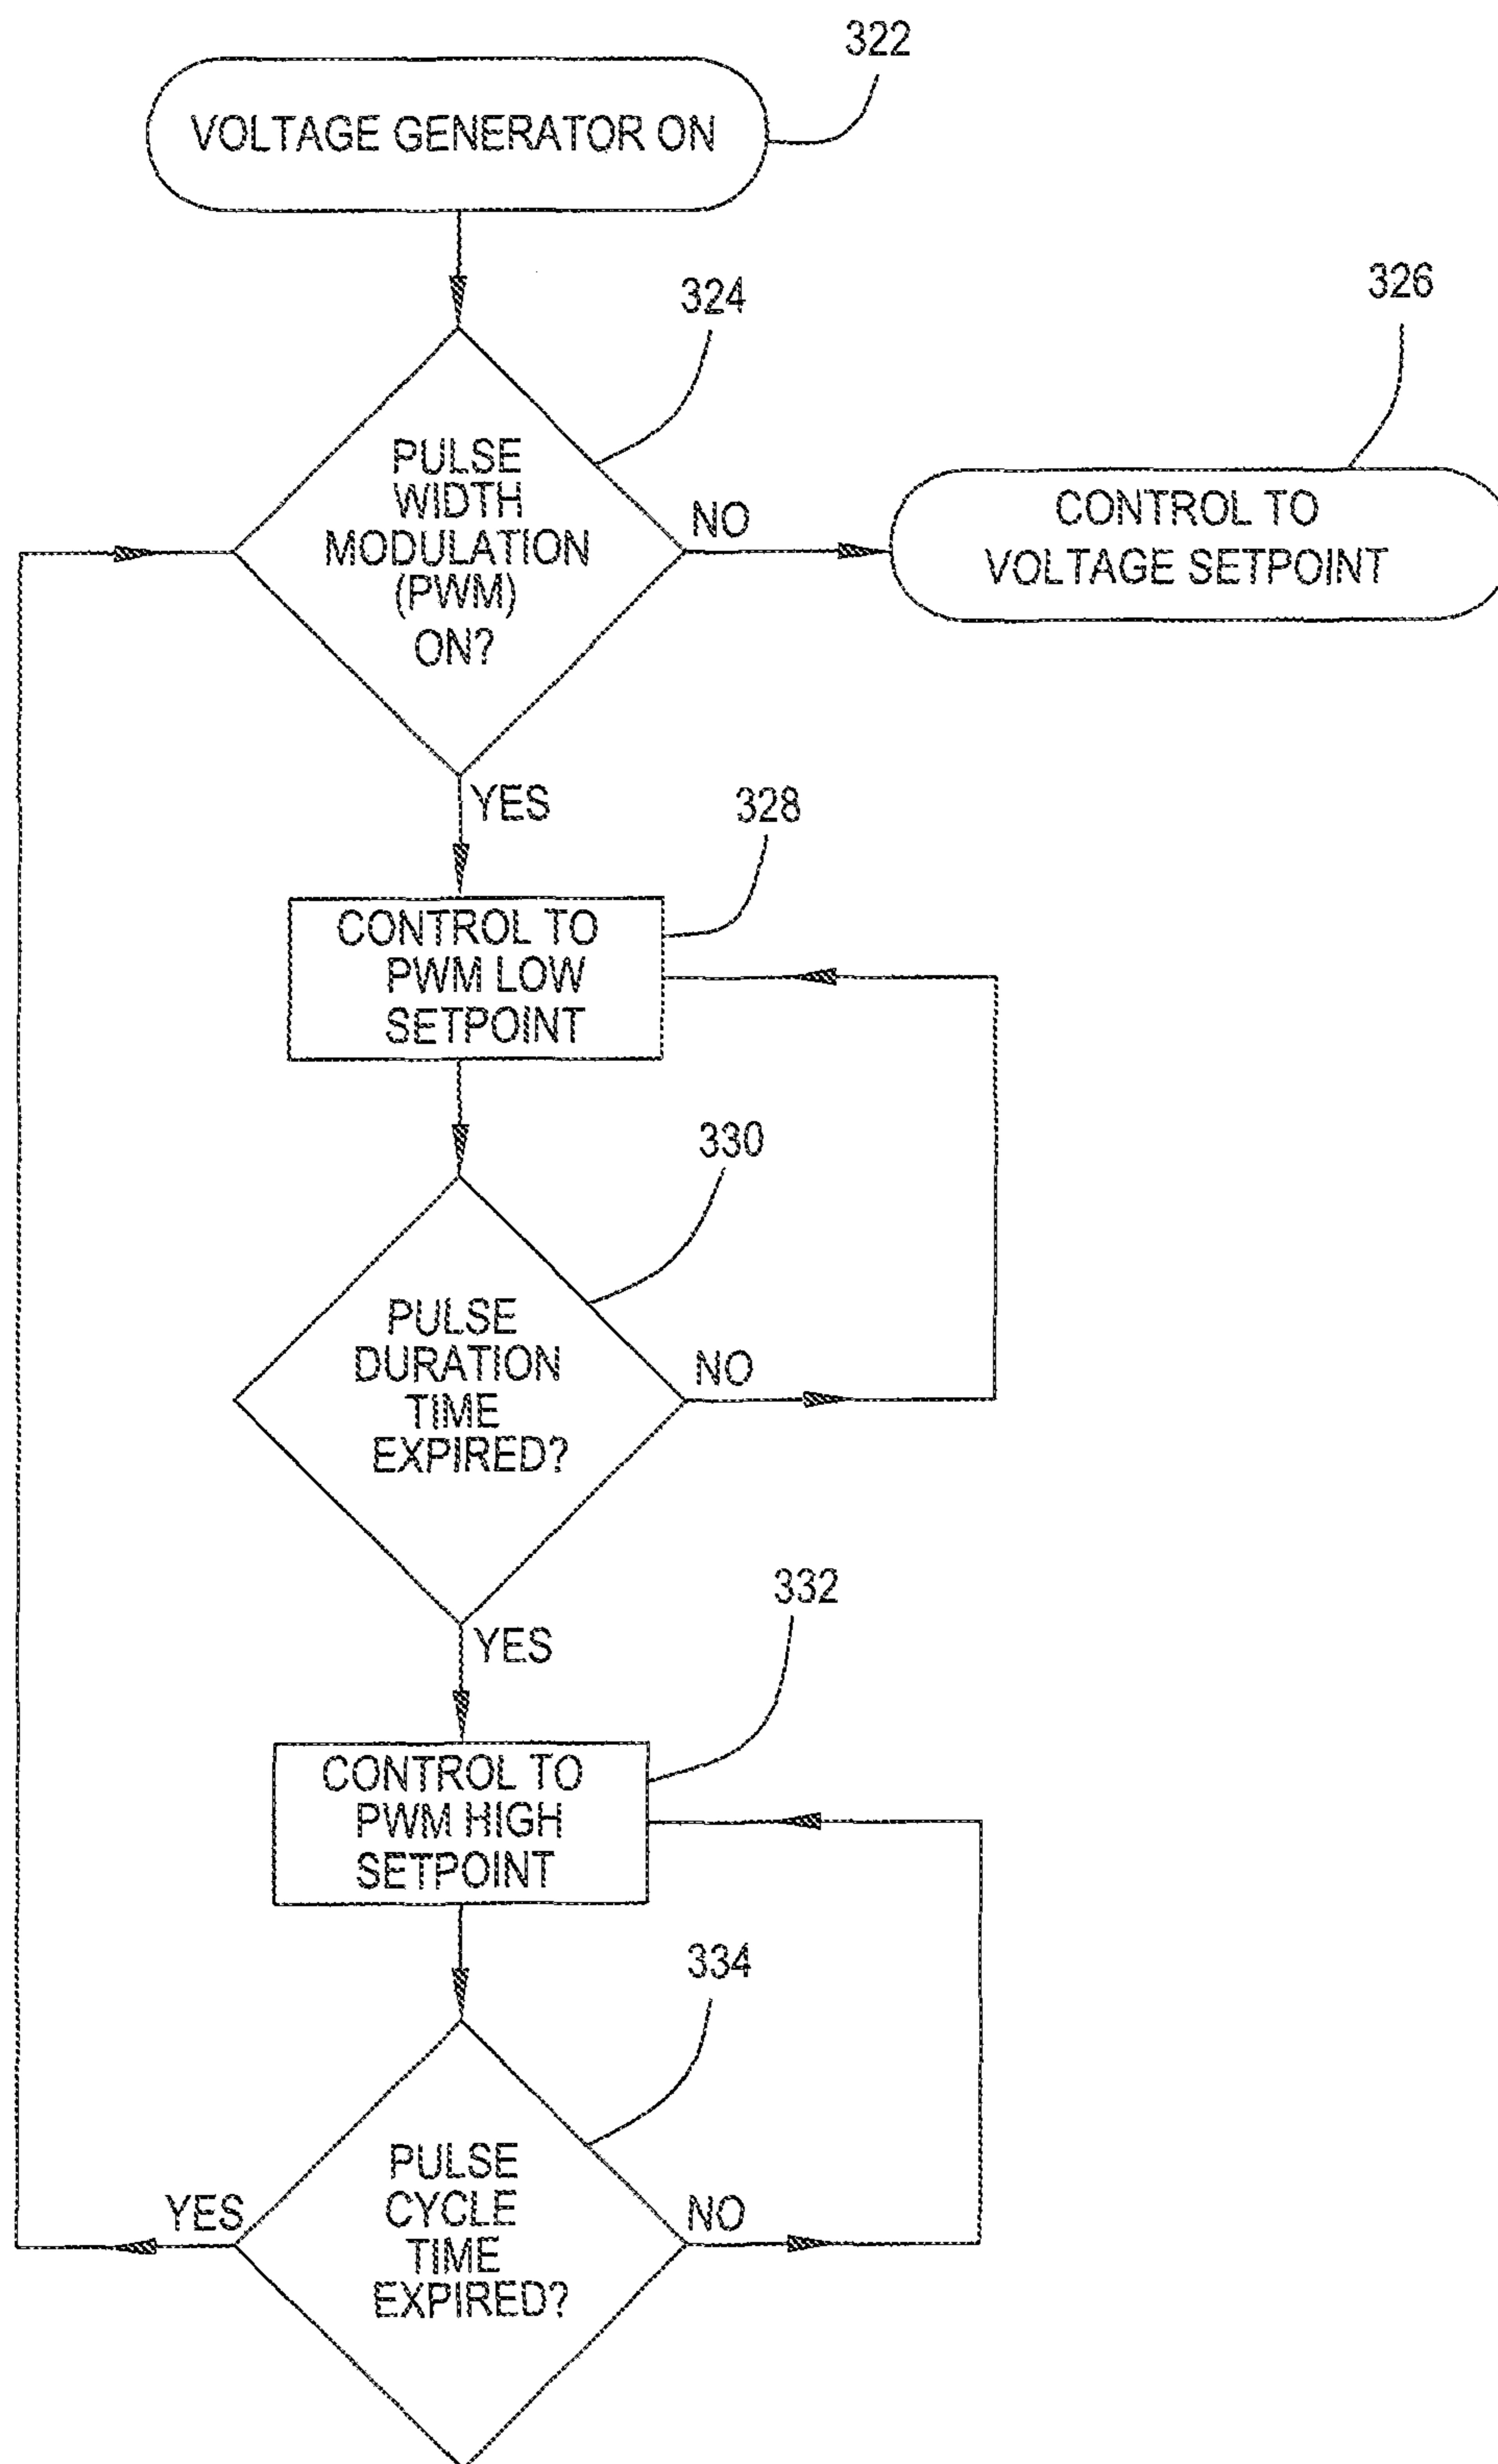 322
VOLTAGE GENERATOR ON
324
326
PULSE
WIDTH
MODULATION
(PWM)
ON?
NO
CONTROL TO
VOLTAGE SETPOINT
YES
328
CONTROL TO
PWM LOW
SETPOINT
330
PULSE
DURATION
TIME
EXPIRED?
NO
YES
332
CONTROL TO
PWM HIGH
SETPOINT
334
PULSE
CYCLE
TIME
EXPIRED?
YES
NO